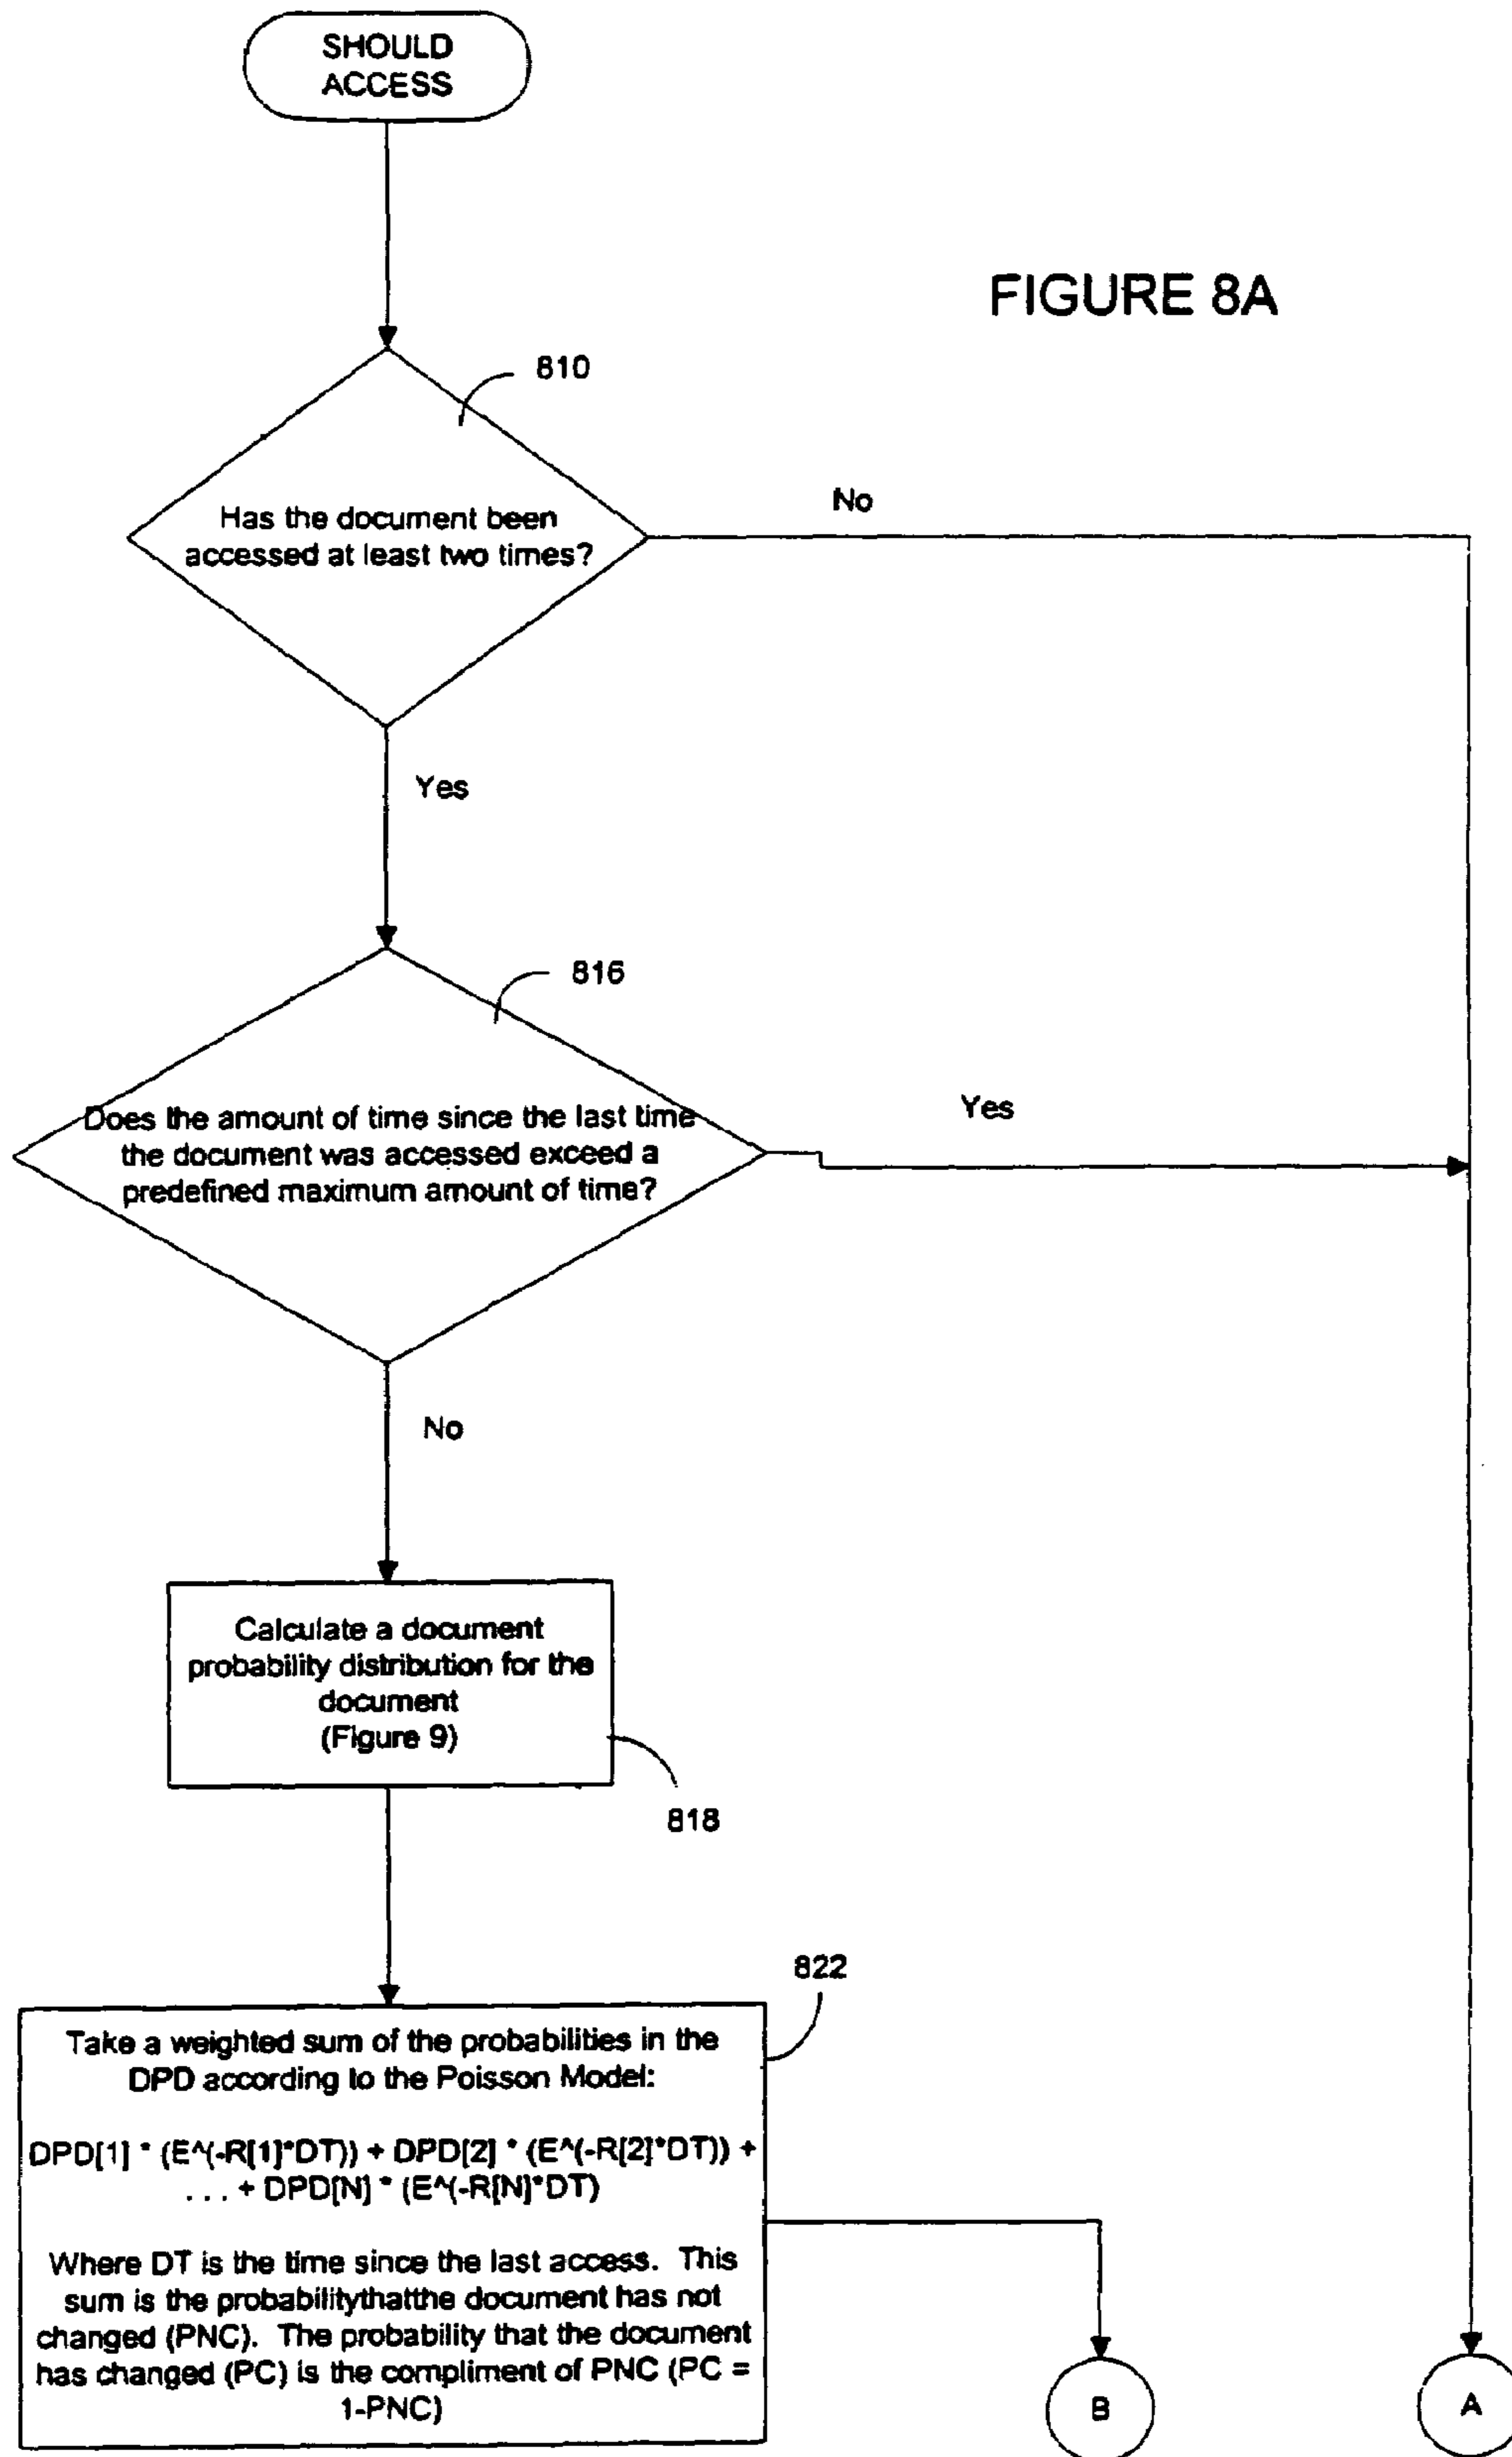 SHOULD
ACCESS
FIGURE 8A
810
Has the document been
accessed at least two times?
No
Yes
816
Does the amount of time since the last time
the document was accessed exceed a
predefined maximum amount of time?
Yes
No
Calculate a document
probability distribution for the
document
(Figure 9)
818
822
Take a weighted sum of the probabilities in the
DPD according to the Poisson Model:
DPD[1] * (E^(-R[1]*DT)) + DPD[2] * (E^(-R[2]*DT)) +
. . . + DPD[N] * (E^(-R[N]*DT)
Where DT is the time since the last access. This
sum is the probabilitythatthe document has not
changed (PNC). The probability that the document
has changed (PC) is the compliment of PNC (PC =
1-PNC)
B
A